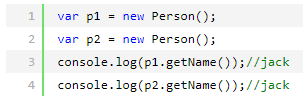 1 var p1 = new Person();
2 var p2 = new Person();
3 console.log(p1.getName());//jack
4 console.log(p2.getName());//jack